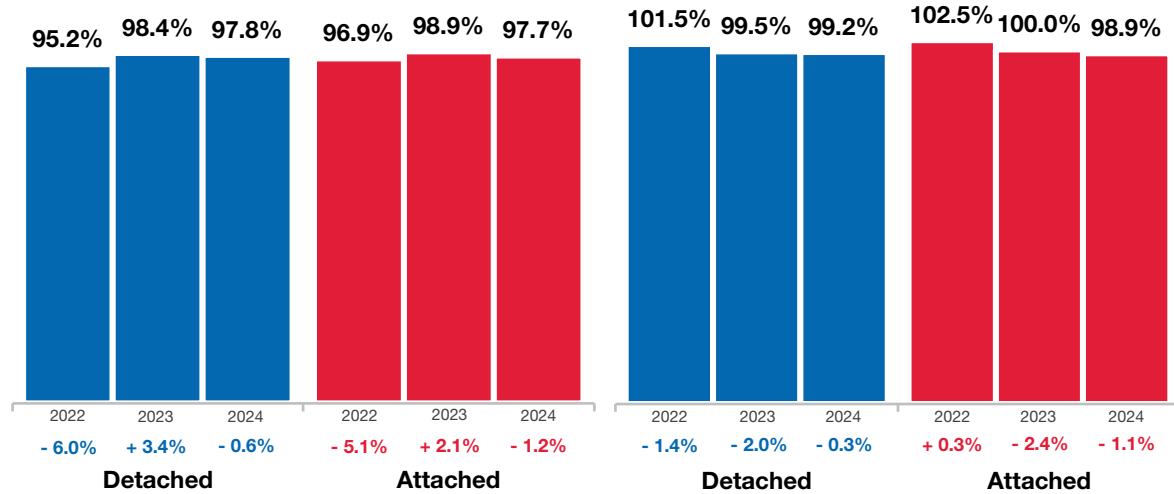 95.2% 98.4% 97.8% 96.9% 98.9% 97.7%
2022 2023 2024 2022 2023 2024
- 6.0% + 3.4% - 0.6% - 5.1% + 2.1% - 1.2%
Detached Attached
101.5% 99.5% 99.2% 102.5% 100.0% 98.9%
2022 2023 2024 2022 2023 2024
- 1.4% - 2.0% - 0.3% + 0.3% - 2.4% - 1.1%
Detached Attached